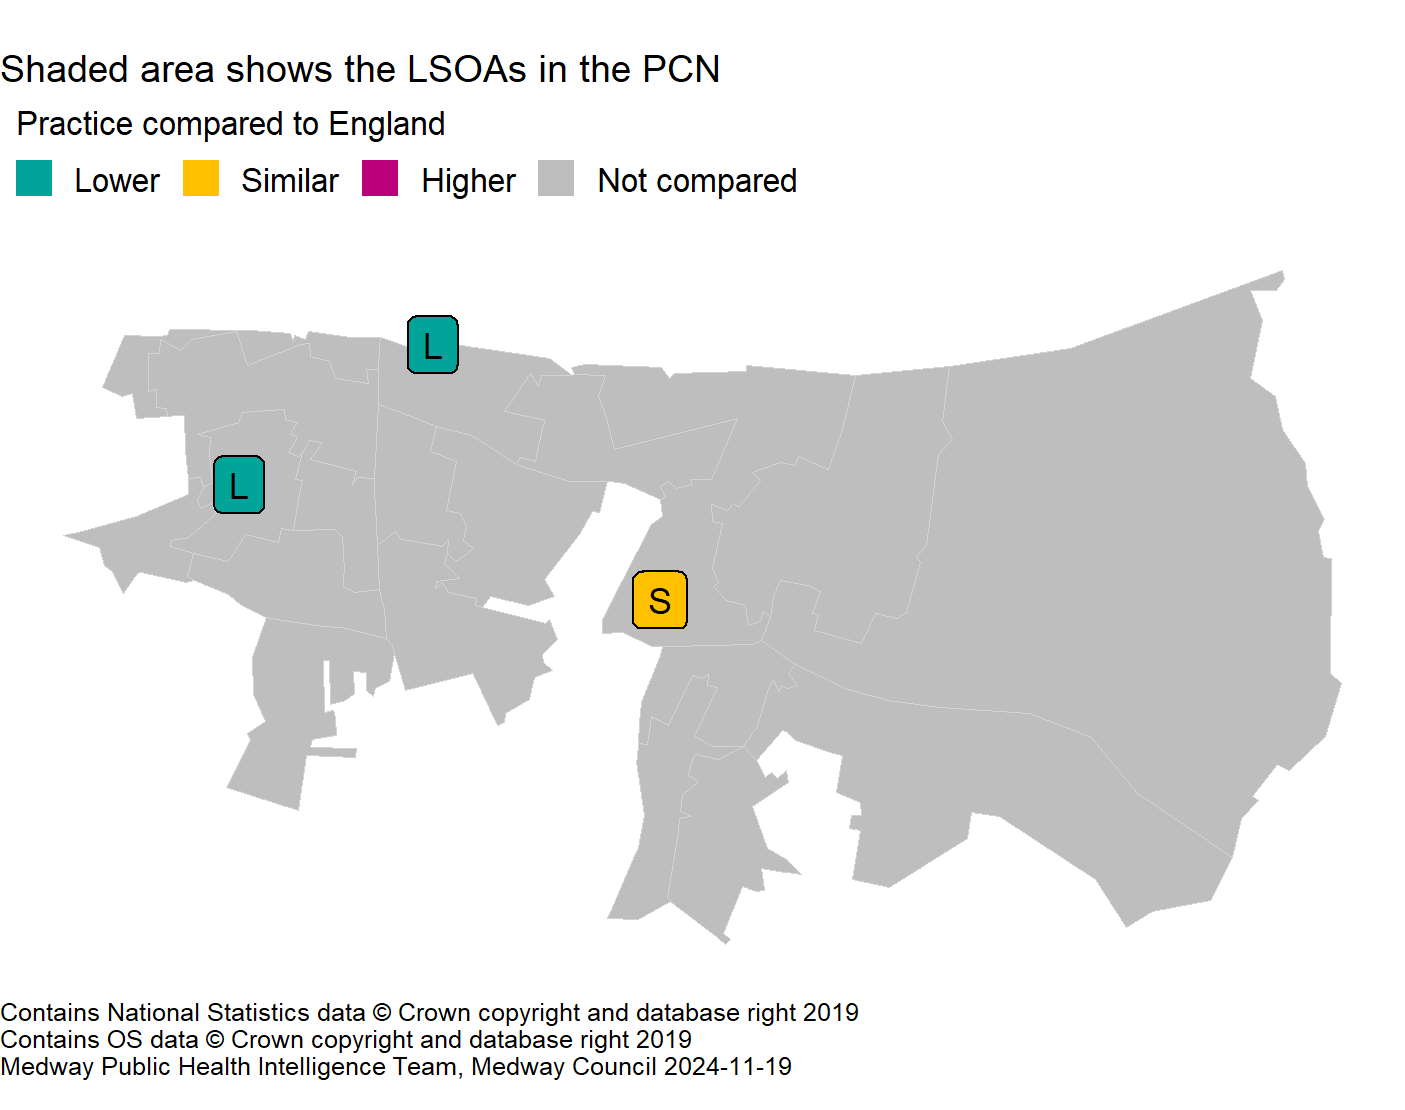 Shaded area shows the LSOAs in the PCN
Practice compared to England
Lower Similar Higher Not compared
L
L
S
Contains National Statistics data © Crown copyright and database right 2019
Contains OS data © Crown copyright and database right 2019
Medway Public Health Intelligence Team, Medway Council 2024-11-19